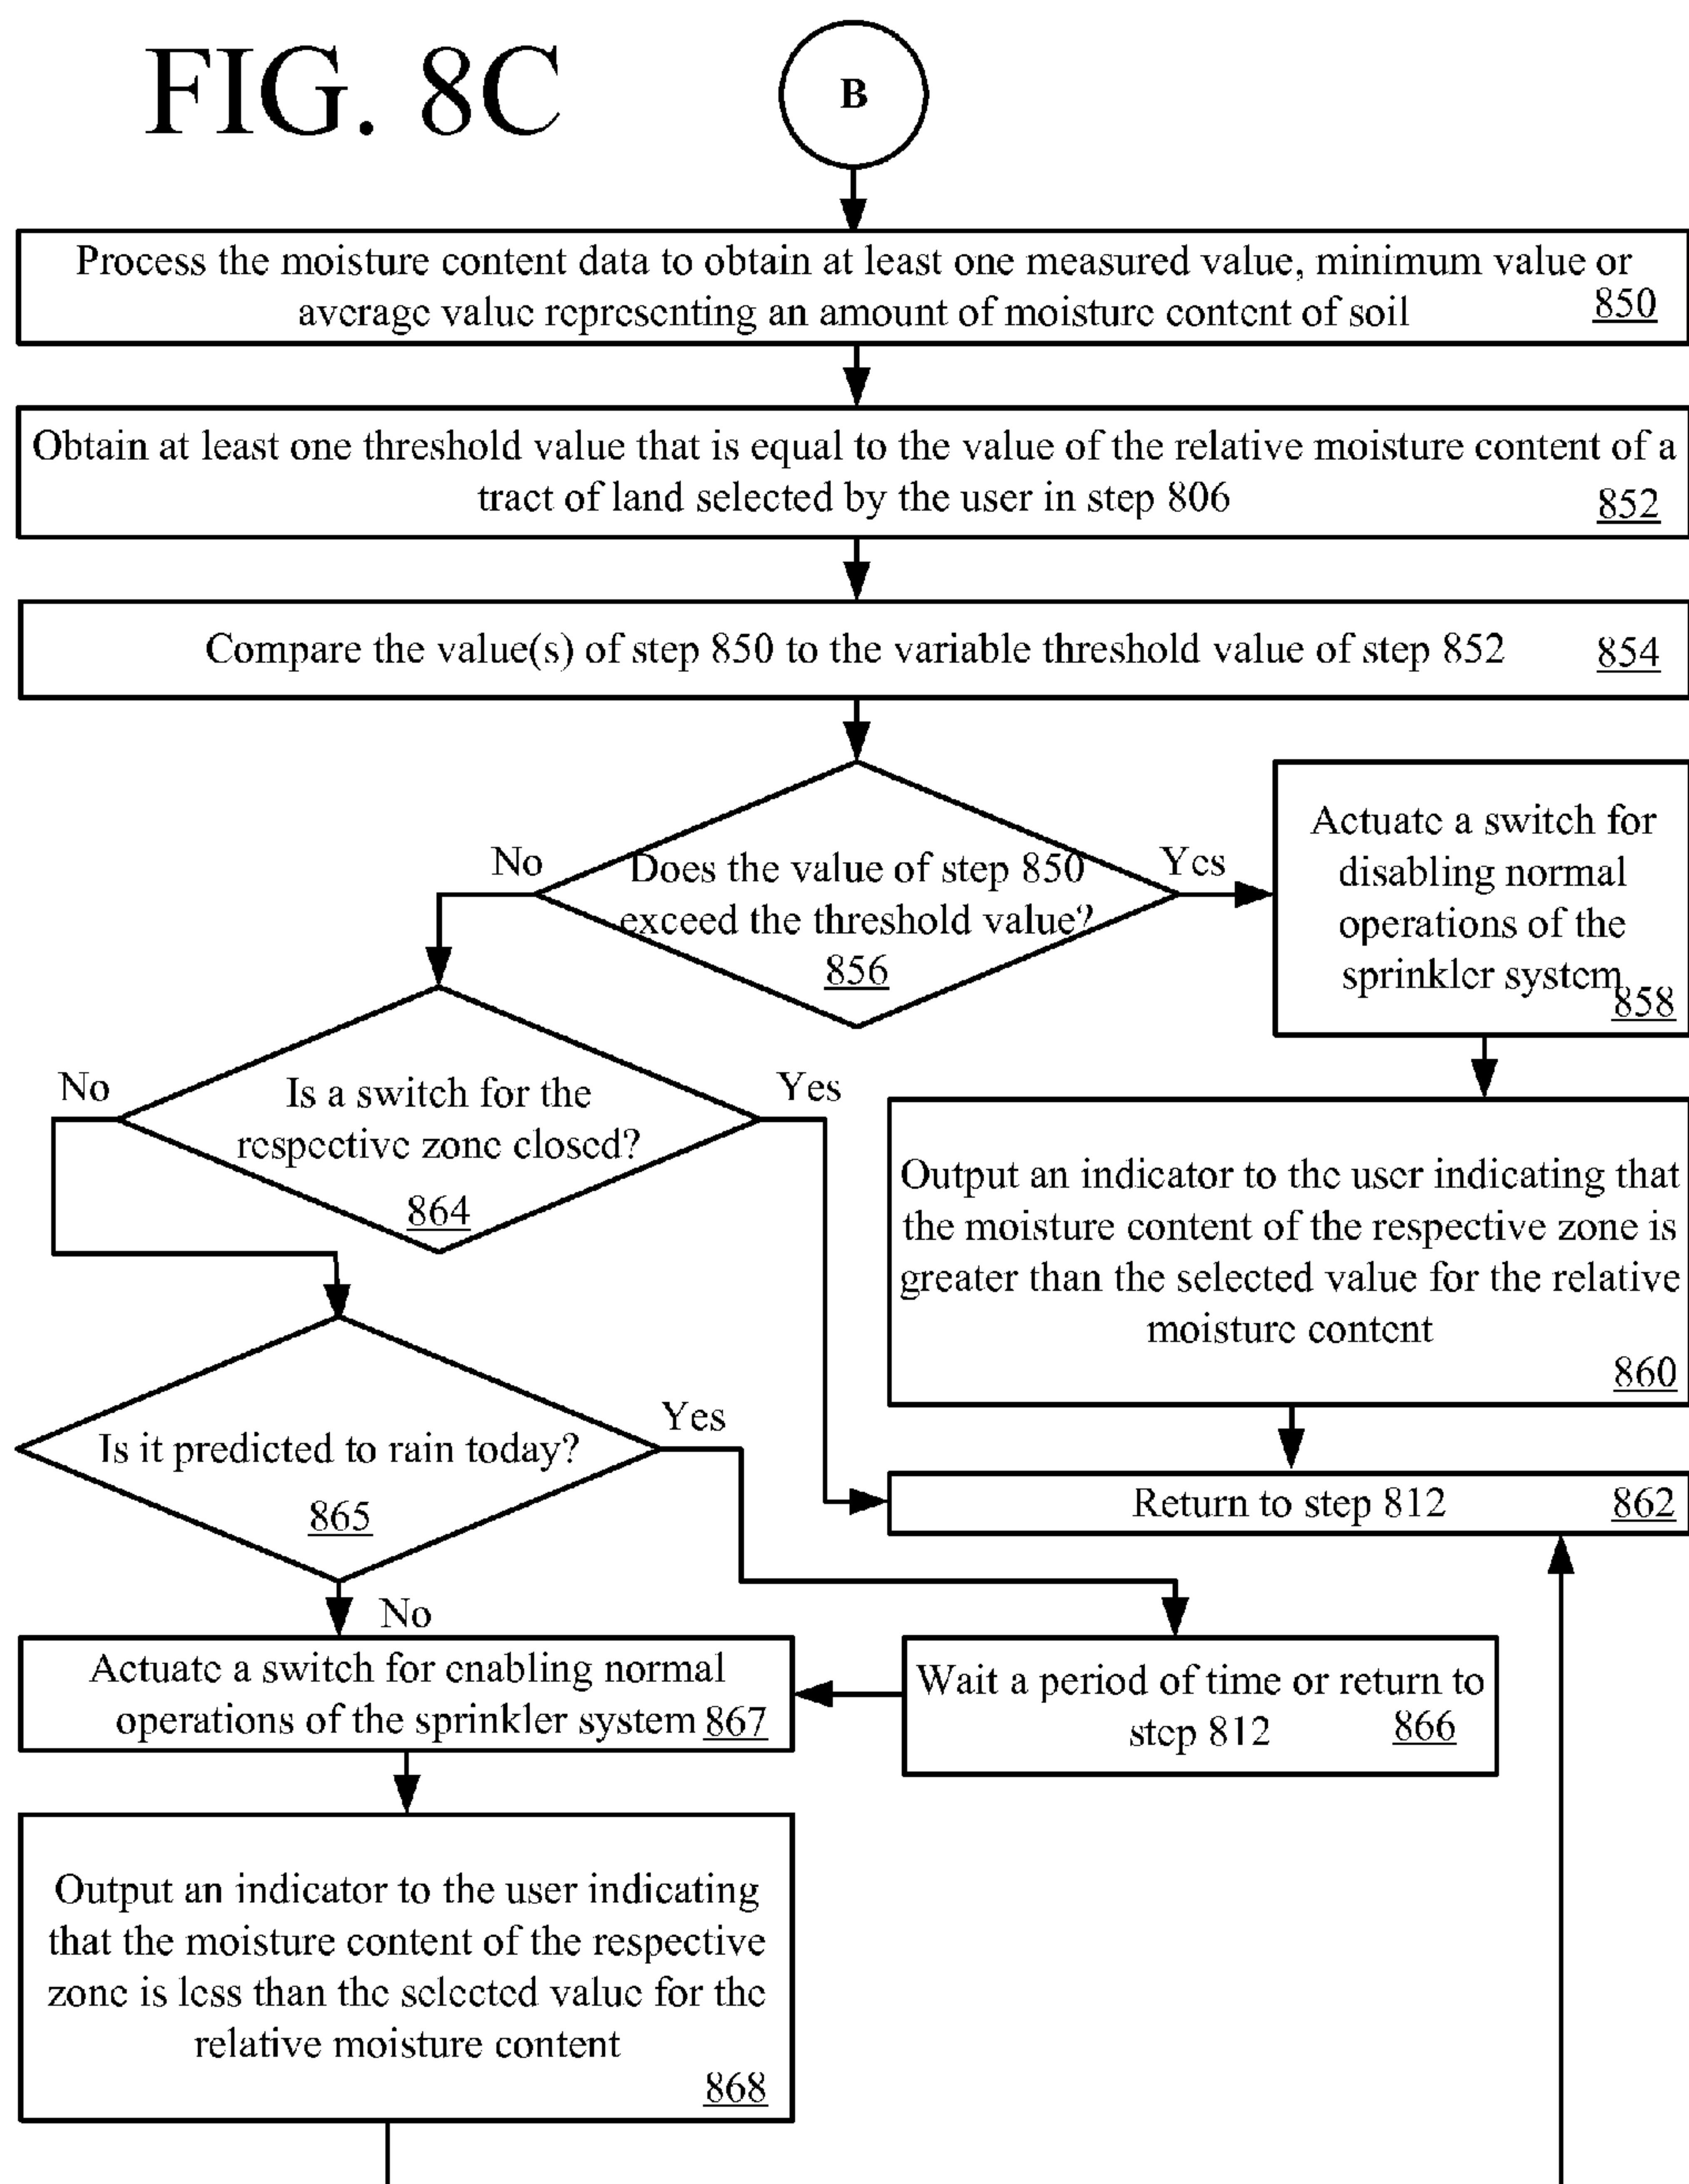 FIG. 8C
B
Process the moisture content data to obtain at least one measured value, minimum value or
average value representing an amount of moisture content of soil
850
Obtain at least one threshold value that is equal to the value of the relative moisture content of a
tract of land selected by the user in step 806
852
Compare the value(s) of step 850 to the variable threshold value of step 852
854
No
Does the value of step 850
exceed the threshold value?
856
Yes
Actuate a switch for
disabling normal
operations of the
sprinkler system
858
No
Is a switch for the
respective zone closed?
864
Yes
Output an indicator to the user indicating that
the moisture content of the respective zone is
greater than the selected value for the relative
moisture content
860
Is it predicted to rain today?
865
Yes
Return to step 812
862
No
Actuate a switch for enabling normal
operations of the sprinkler system 867
Wait a period of time or return to
step 812
866
Output an indicator to the user indicating
that the moisture content of the respective
zone is less than the selected value for the
relative moisture content
868